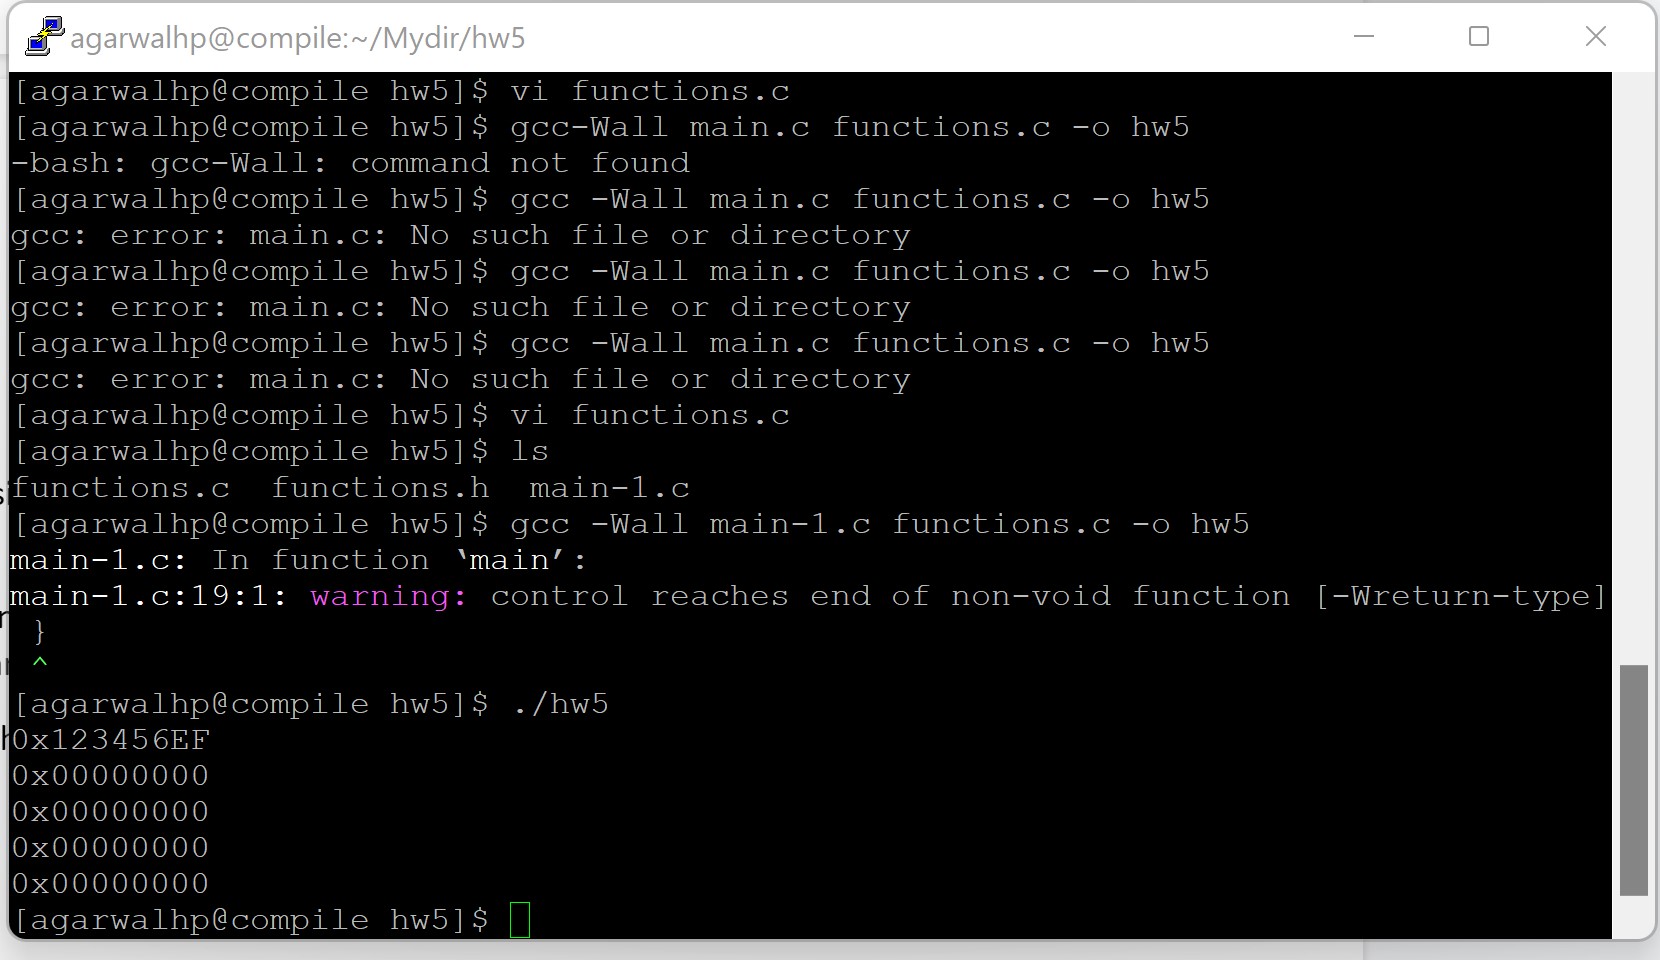 agarwalhp@compile:~/Mydir/hw5
[agarwalhp@compile hw5]$ vi functions.c
[agarwalhp@compile hw5]$ gcc-Wall main.c functions.c -o hw5
-bash: gcc-Wall: command not found
[agarwalhp@compile hw5]$ gcc -Wall main.c functions.c -o hw5
gcc: error: main.c: No such file or directory
[agarwalhp@compile hw5]$ gcc -Wall main.c functions.c -o hw5
gcc: error: main.c: No such file or directory
[agarwalhp@compile hw5]$ gcc -Wall main.c functions.c -o hw5
gcc: error: main.c: No such file or directory
[agarwalhp@compile hw5]$ vi functions.c
[agarwalhp@compile hw5]$ ls
functions.c  functions.h  main-1.c
[agarwalhp@compile hw5]$ gcc -Wall main-1.c functions.c -o hw5
main-1.c: In function ‘main’:
main-1.c:19:1: warning: control reaches end of non-void function [-Wreturn-type]
 }
 ^
[agarwalhp@compile hw5]$ ./hw5
0x123456EF
0x00000000
0x00000000
0x00000000
0x00000000
[agarwalhp@compile hw5]$